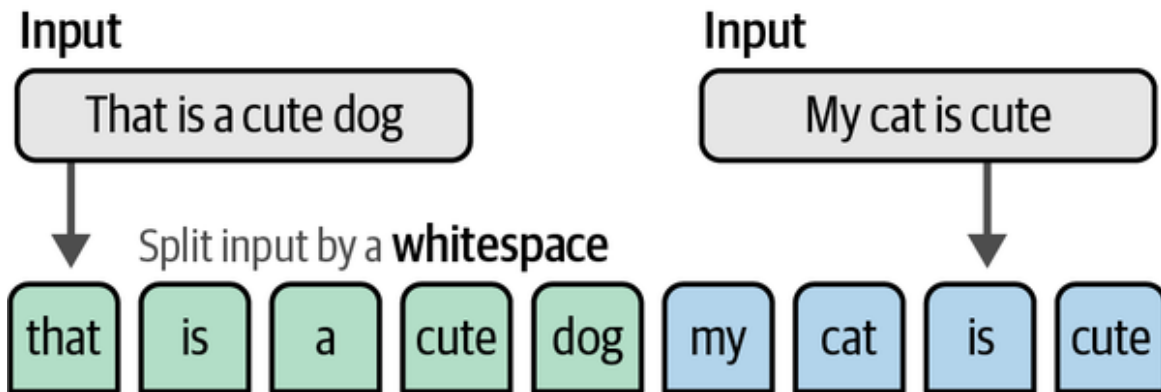 Input Input
That is a cute dog My cat is cute
Split input by a whitespace
that is a cute dog my cat is cute